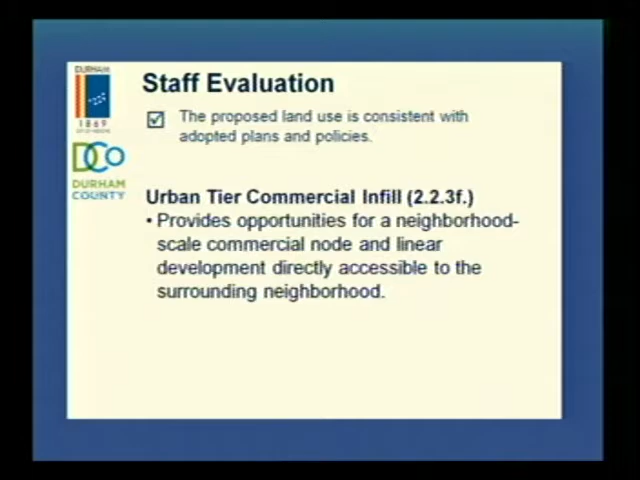 DURHAM
1869
DCO
DURHAM
COUNTY
Staff Evaluation
The proposed land use is consistent with
adopted plans and policies.
Urban Tier Commercial Infill (2.2.3f.)
• Provides opportunities for a neighborhood-
scale commercial node and linear
development directly accessible to the
surrounding neighborhood.